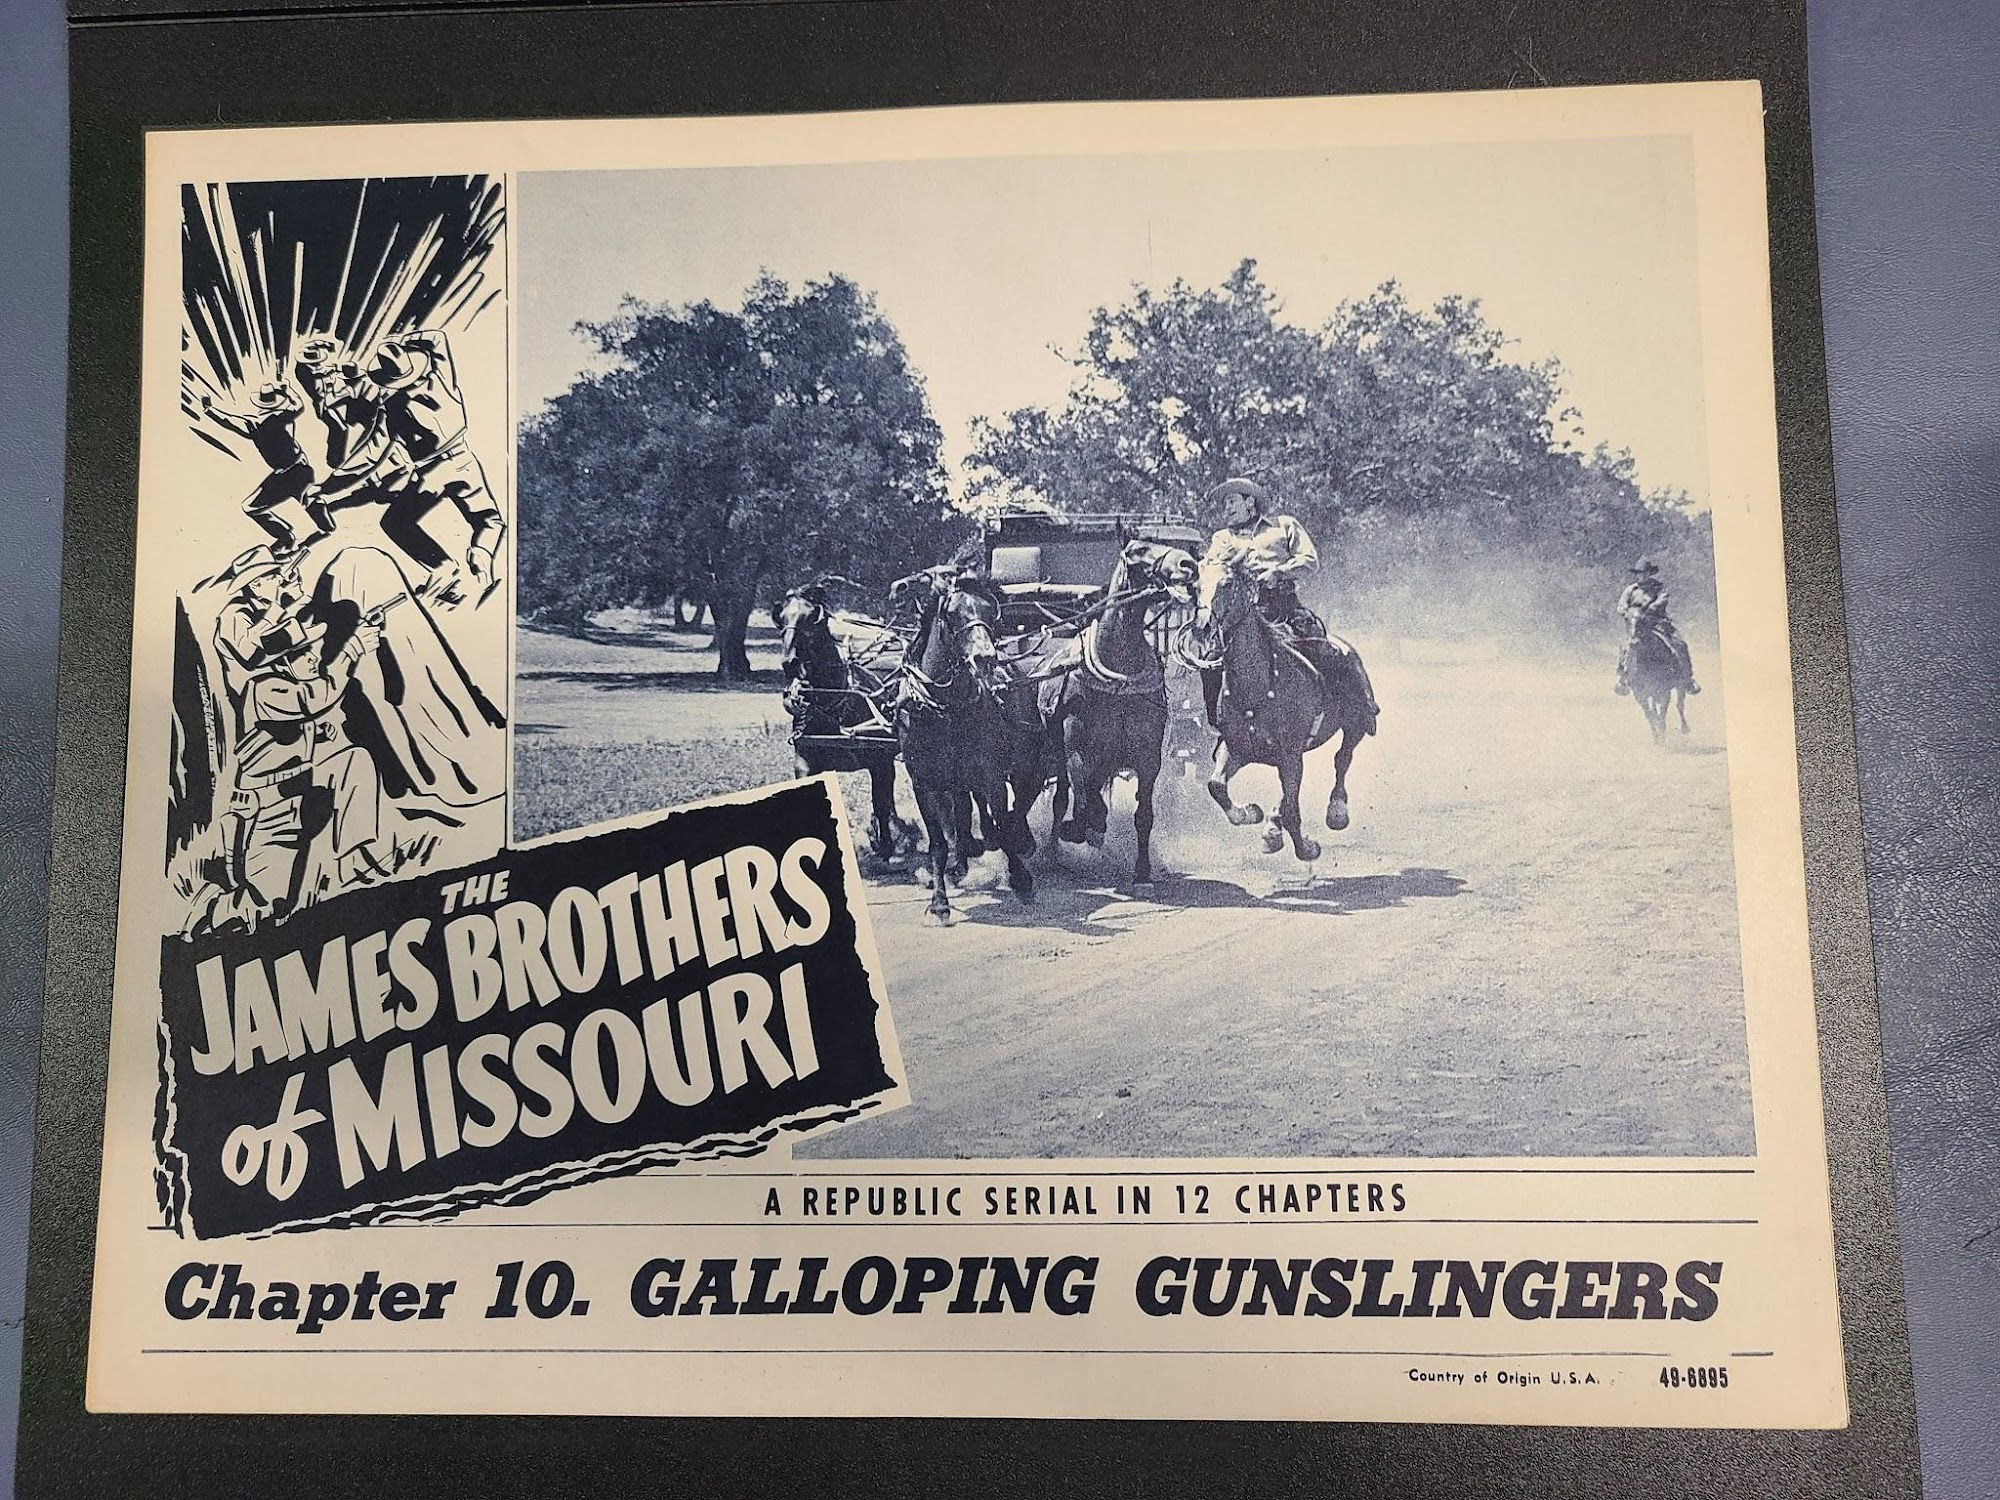 THE
JAMES BROTHERS
of MISSOURI
A REPUBLIC SERIAL IN 12 CHAPTERS
Chapter 10. GALLOPING GUNSLINGERS
Country of Origin U.S.A. 49-6895